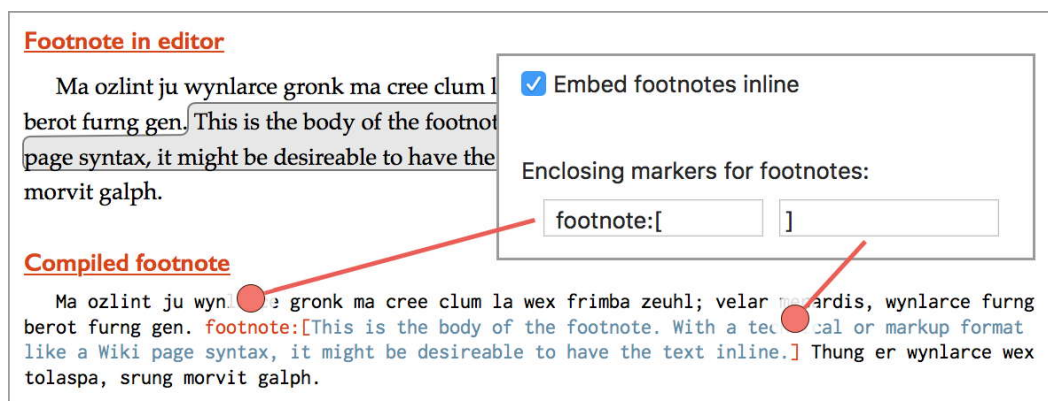 Footnote in editor
Ma ozlint ju wynlarce gronk ma cree clum l
berot furng gen. This is the body of the footnot
page syntax, it might be desireable to have the
morvit galph.
Embed footnotes inline
Enclosing markers for footnotes:
footnote:[ ]
Compiled footnote
Ma ozlint ju gronk ma cree clum la wex frimba zeuhl; velar wynlarce furng
berot furng gen. footnote:[This is the body of the footnote. With a or markup format
like a Wiki page syntax, it might be desireable to have the text inline.] Thung er wynlarce wex
tolaspa, srung morvit galph.